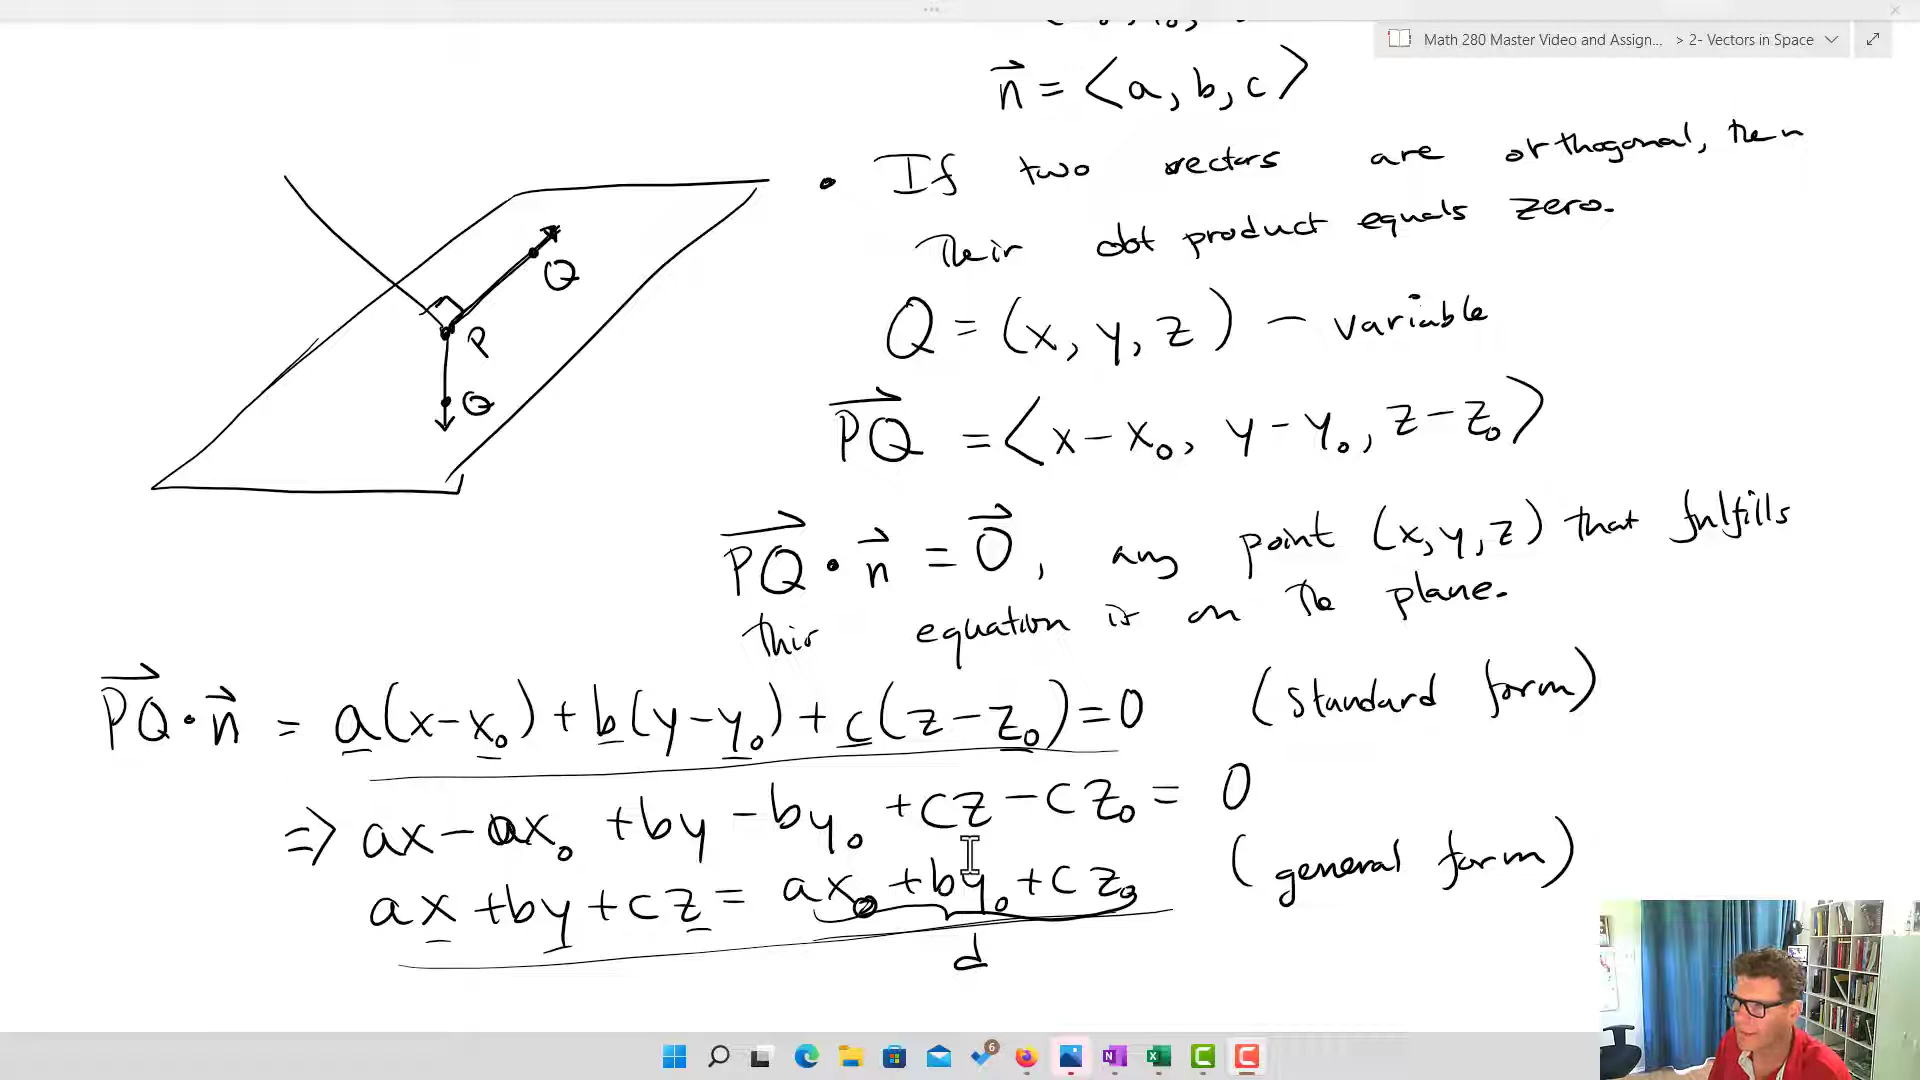 Math 280 Master Video and Assign... > 2- Vectors in Space
n⃗ = <a, b, c>
• If two vectors are orthogonal, then
their dot product equals zero.
Q = (x, y, z) – variable
PQ⃗ = <x – x₀, y – y₀, z – z₀>
PQ⃗ • n⃗ = 0⃗, any point (x, y, z) that fulfills
this equation is on the plane.
Q
P
Q
PQ⃗ • n⃗ = a(x–x₀) + b(y–y₀) + c(z–z₀) = 0 (standard form)
=> ax – ax₀ + by – by₀ + cz – cz₀ = 0
ax + by + cz = ax₀ + by₀ + cz₀ (general form)
d
6